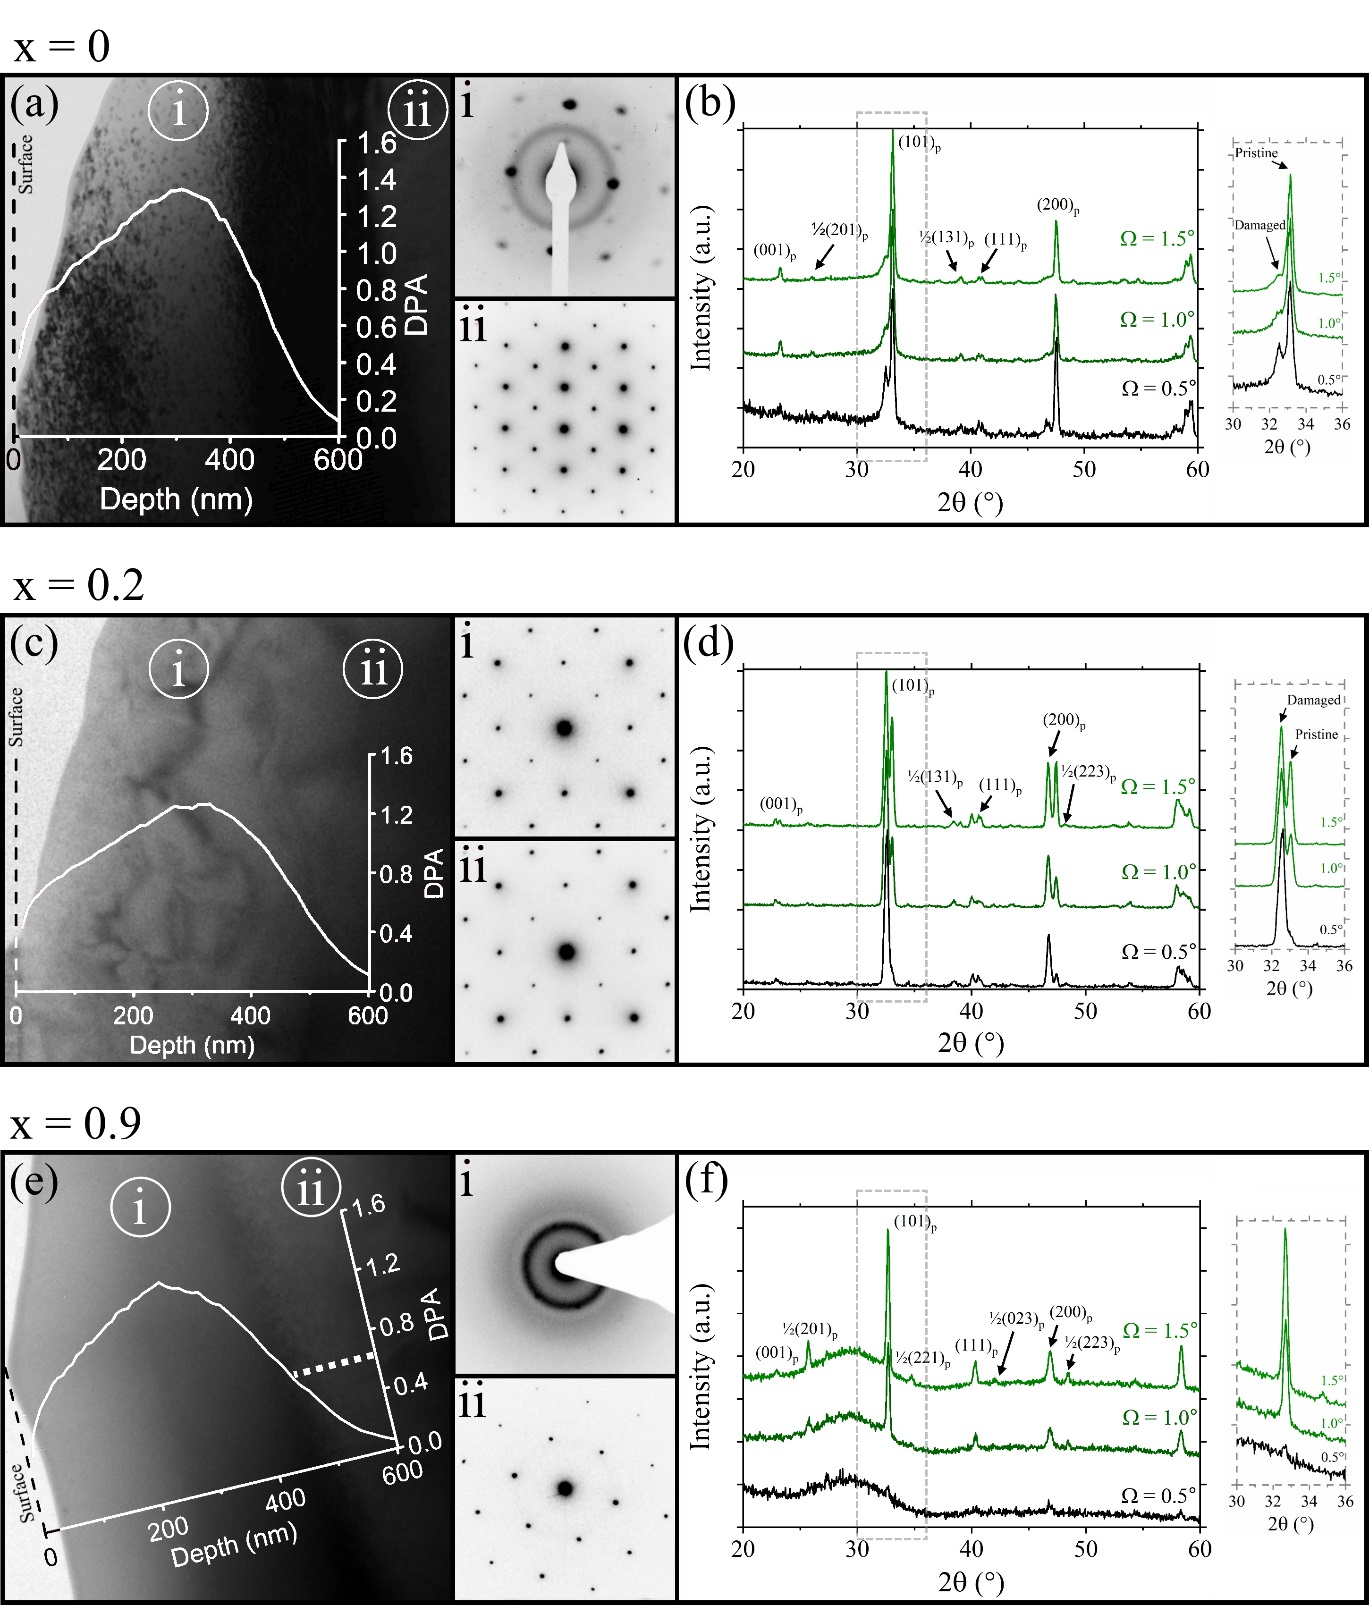 x = 0
(a)
i
ii
Surface
1.6
1.4
1.2
1.0
0.8
0.6
0.4
0.2
0.0
DPA
0 200 400 600
Depth (nm)
i
ii
(b)
Intensity (a.u.)
(001)p
½(201)p
(101)p
½(131)p
(111)p
(200)p
Ω = 1.5°
Ω = 1.0°
Ω = 0.5°
20 30 40 50 60
2θ (°)
Pristine
Damaged
1.5°
1.0°
0.5°
30 32 34 36
2θ (°)
x = 0.2
(c)
i
ii
Surface
1.6
1.2
0.8
0.4
0.0
DPA
0 200 400 600
Depth (nm)
i
ii
(d)
Intensity (a.u.)
(001)p
(101)p
½(131)p
(111)p
(200)p
½(223)p
Ω = 1.5°
Ω = 1.0°
Ω = 0.5°
20 30 40 50 60
2θ (°)
Damaged
Pristine
1.5°
1.0°
0.5°
30 32 34 36
2θ (°)
x = 0.9
(e)
i
ii
Surface
1.6
1.2
0.8
0.4
0.0
DPA
0 200 400 600
Depth (nm)
i
ii
(f)
Intensity (a.u.)
(001)p
½(201)p
(101)p
½(221)p
(111)p
½(023)p
(200)p
½(223)p
Ω = 1.5°
Ω = 1.0°
Ω = 0.5°
20 30 40 50 60
2θ (°)
1.5°
1.0°
0.5°
30 32 34 36
2θ (°)